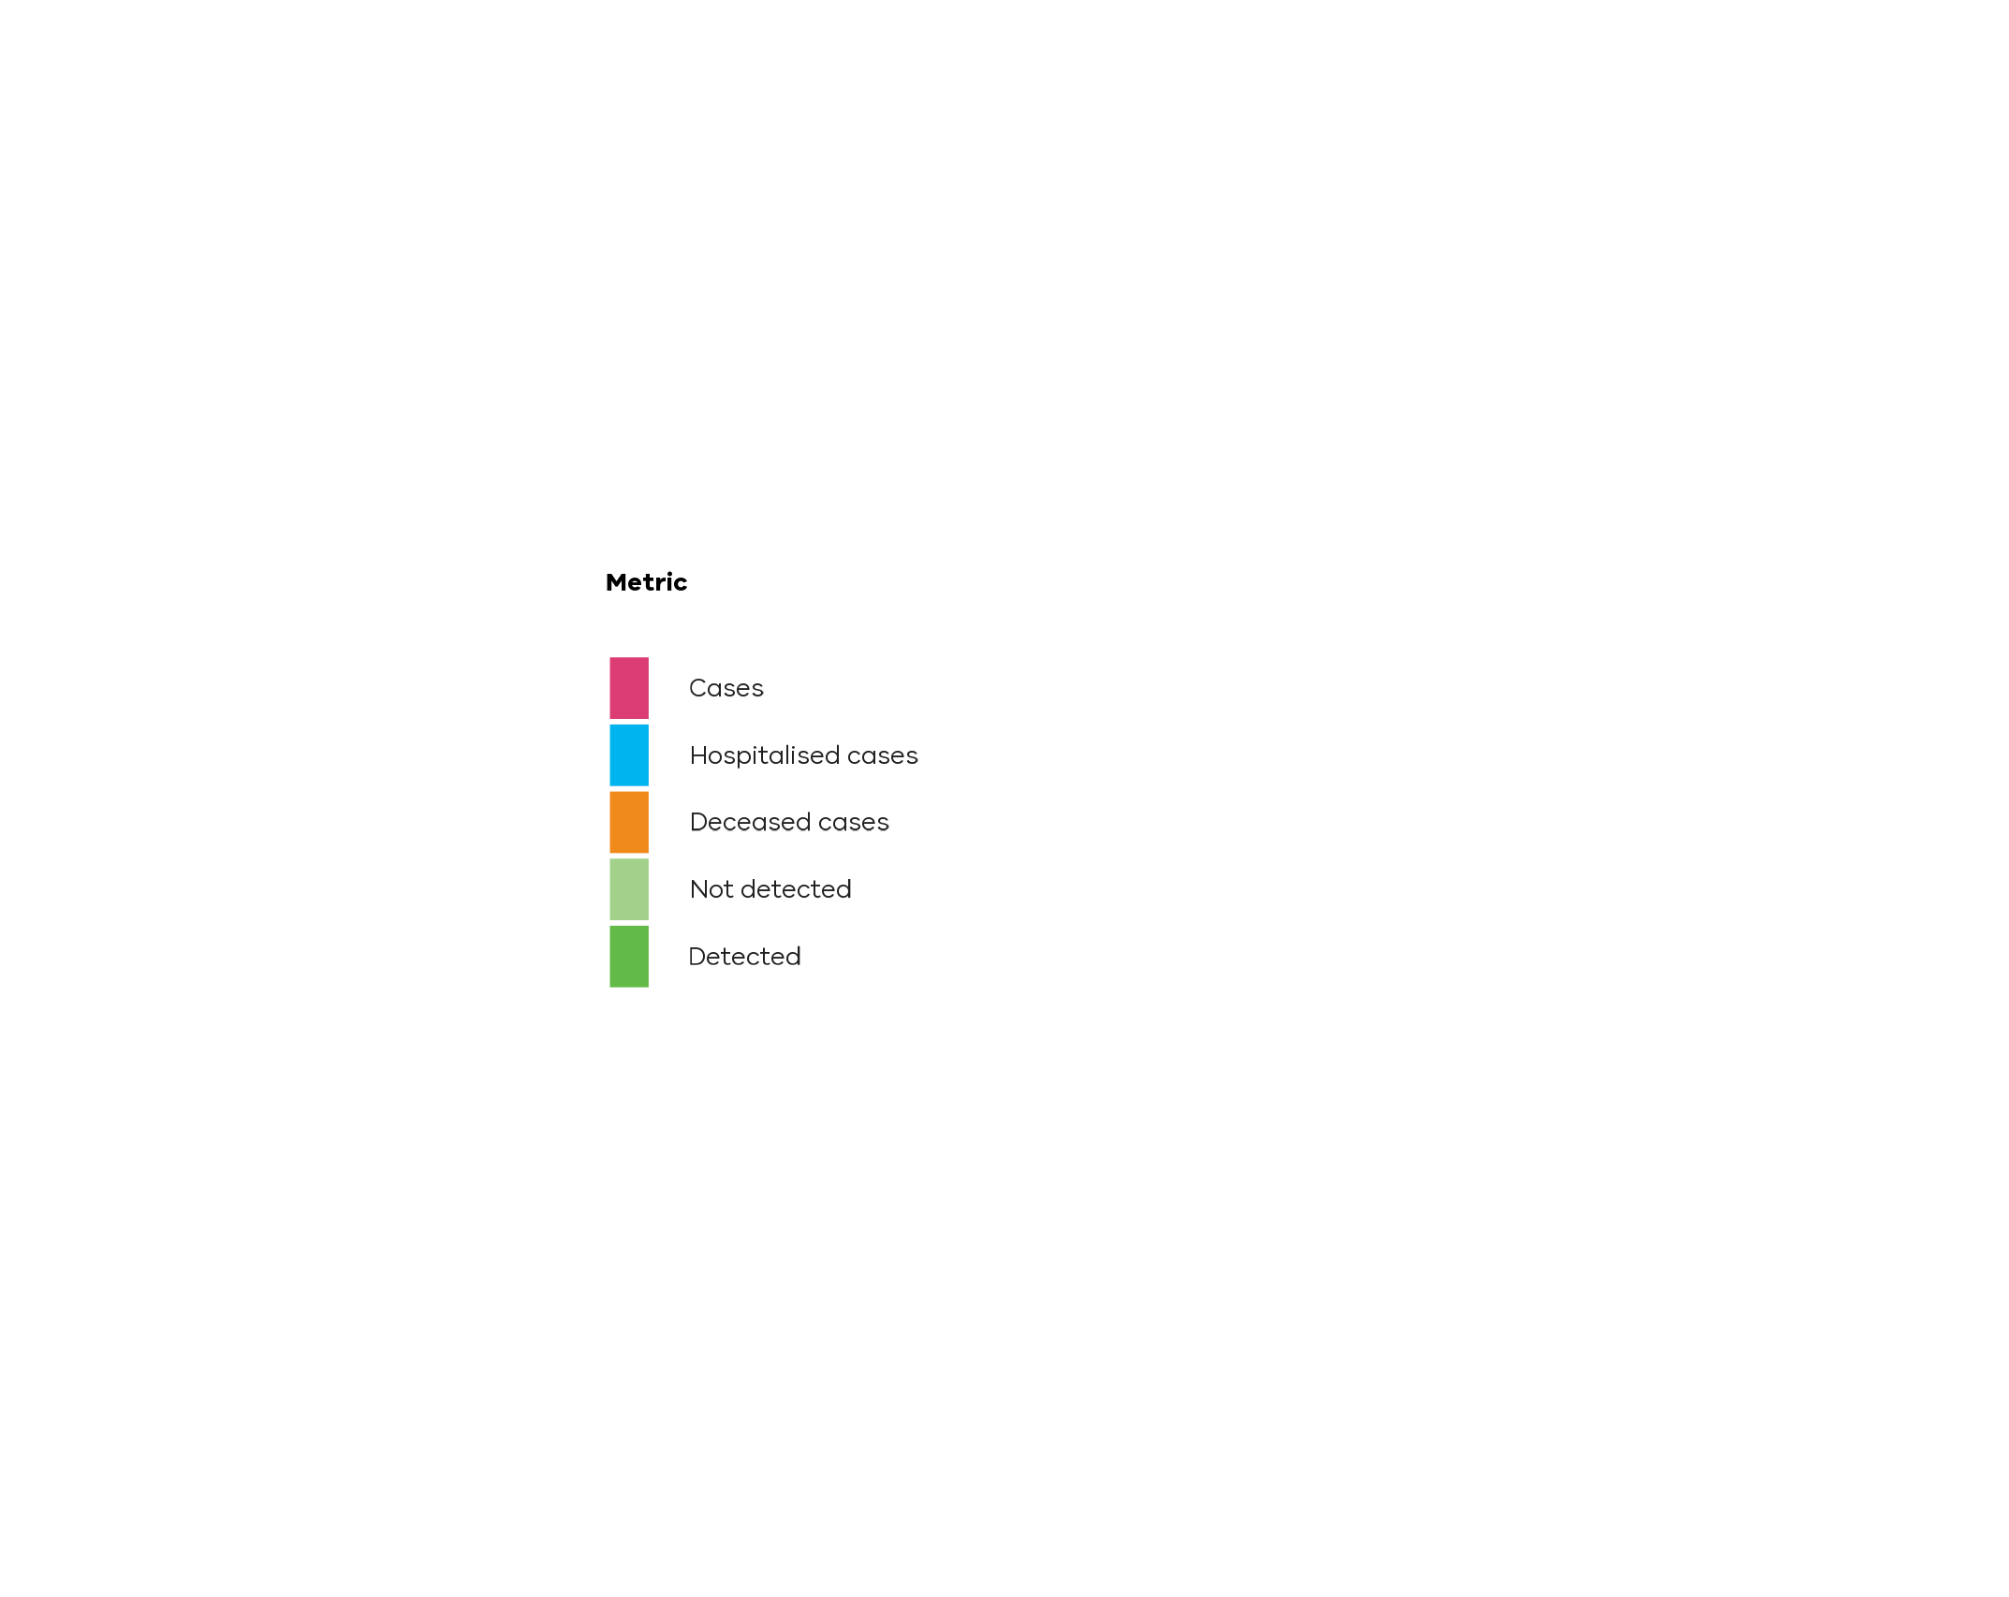 Metric
Cases
Hospitalised cases
Deceased cases
Not detected
Detected